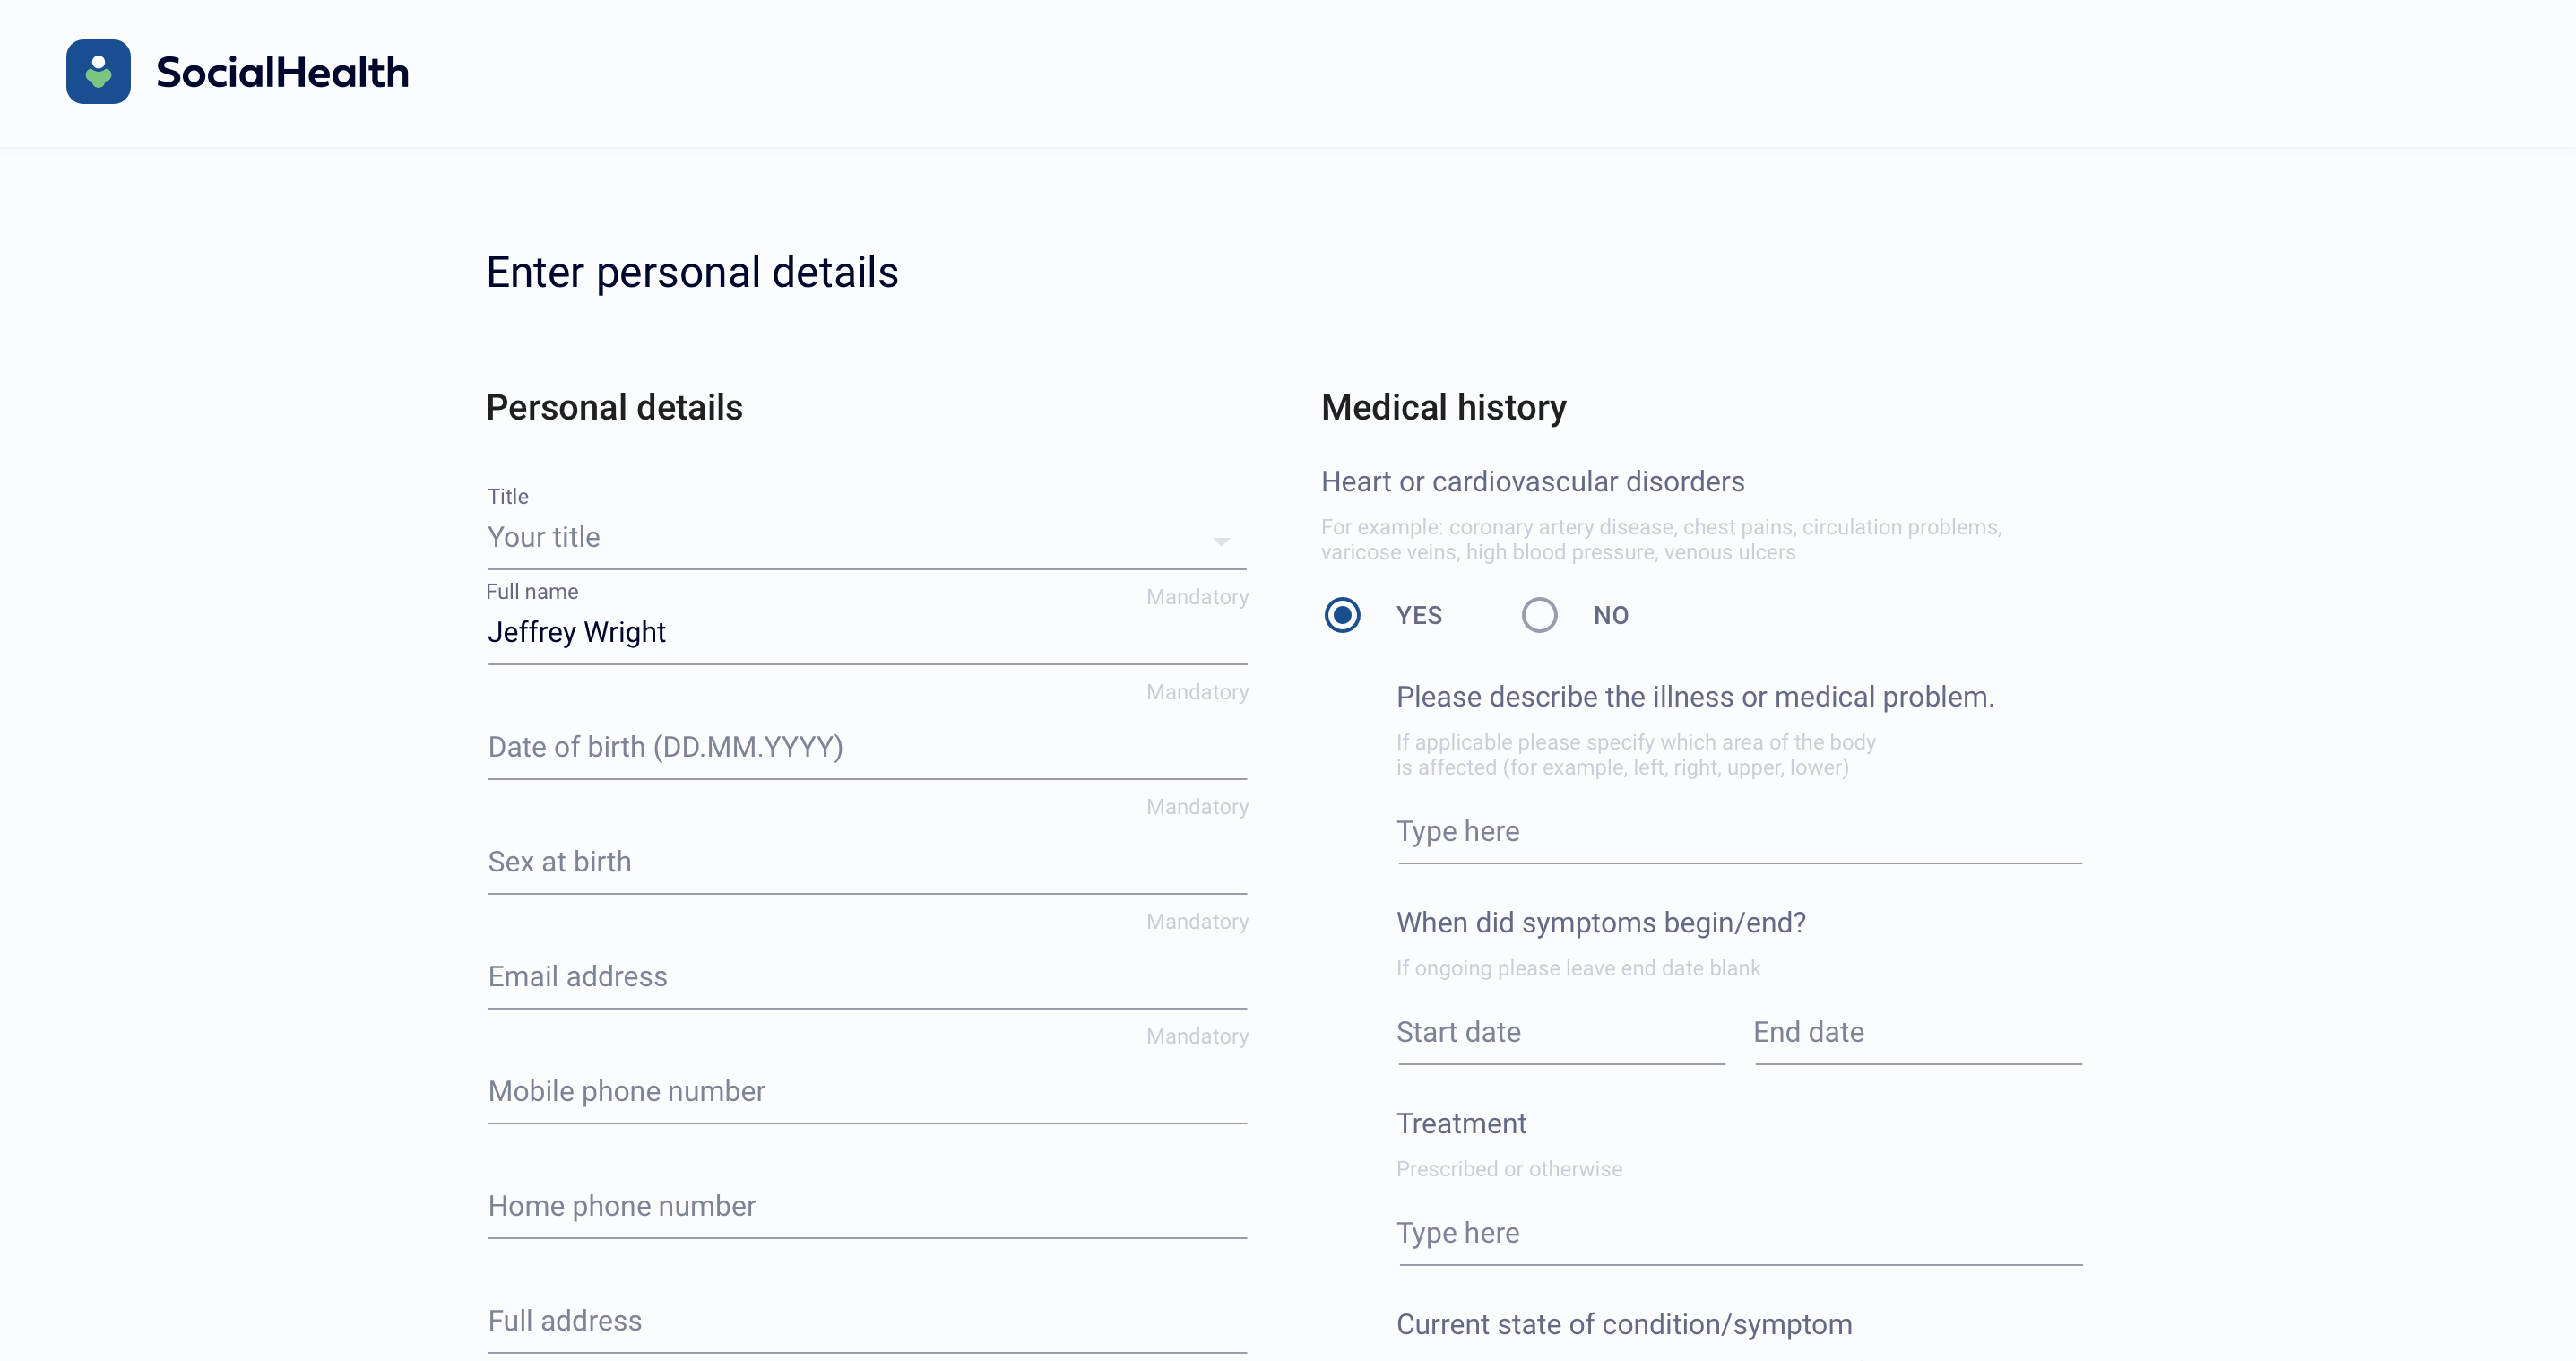 SocialHealth
Enter personal details
Personal details
Title
Your title
Mandatory
Full name
Jeffrey Wright
Mandatory
Date of birth (DD.MM.YYYY)
Mandatory
Sex at birth
Mandatory
Email address
Mandatory
Mobile phone number
Home phone number
Full address
Medical history
Heart or cardiovascular disorders
For example: coronary artery disease, chest pains, circulation problems,
varicose veins, high blood pressure, venous ulcers
YES NO
Please describe the illness or medical problem.
If applicable please specify which area of the body
is affected (for example, left, right, upper, lower)
Type here
When did symptoms begin/end?
If ongoing please leave end date blank
Start date End date
Treatment
Prescribed or otherwise
Type here
Current state of condition/symptom